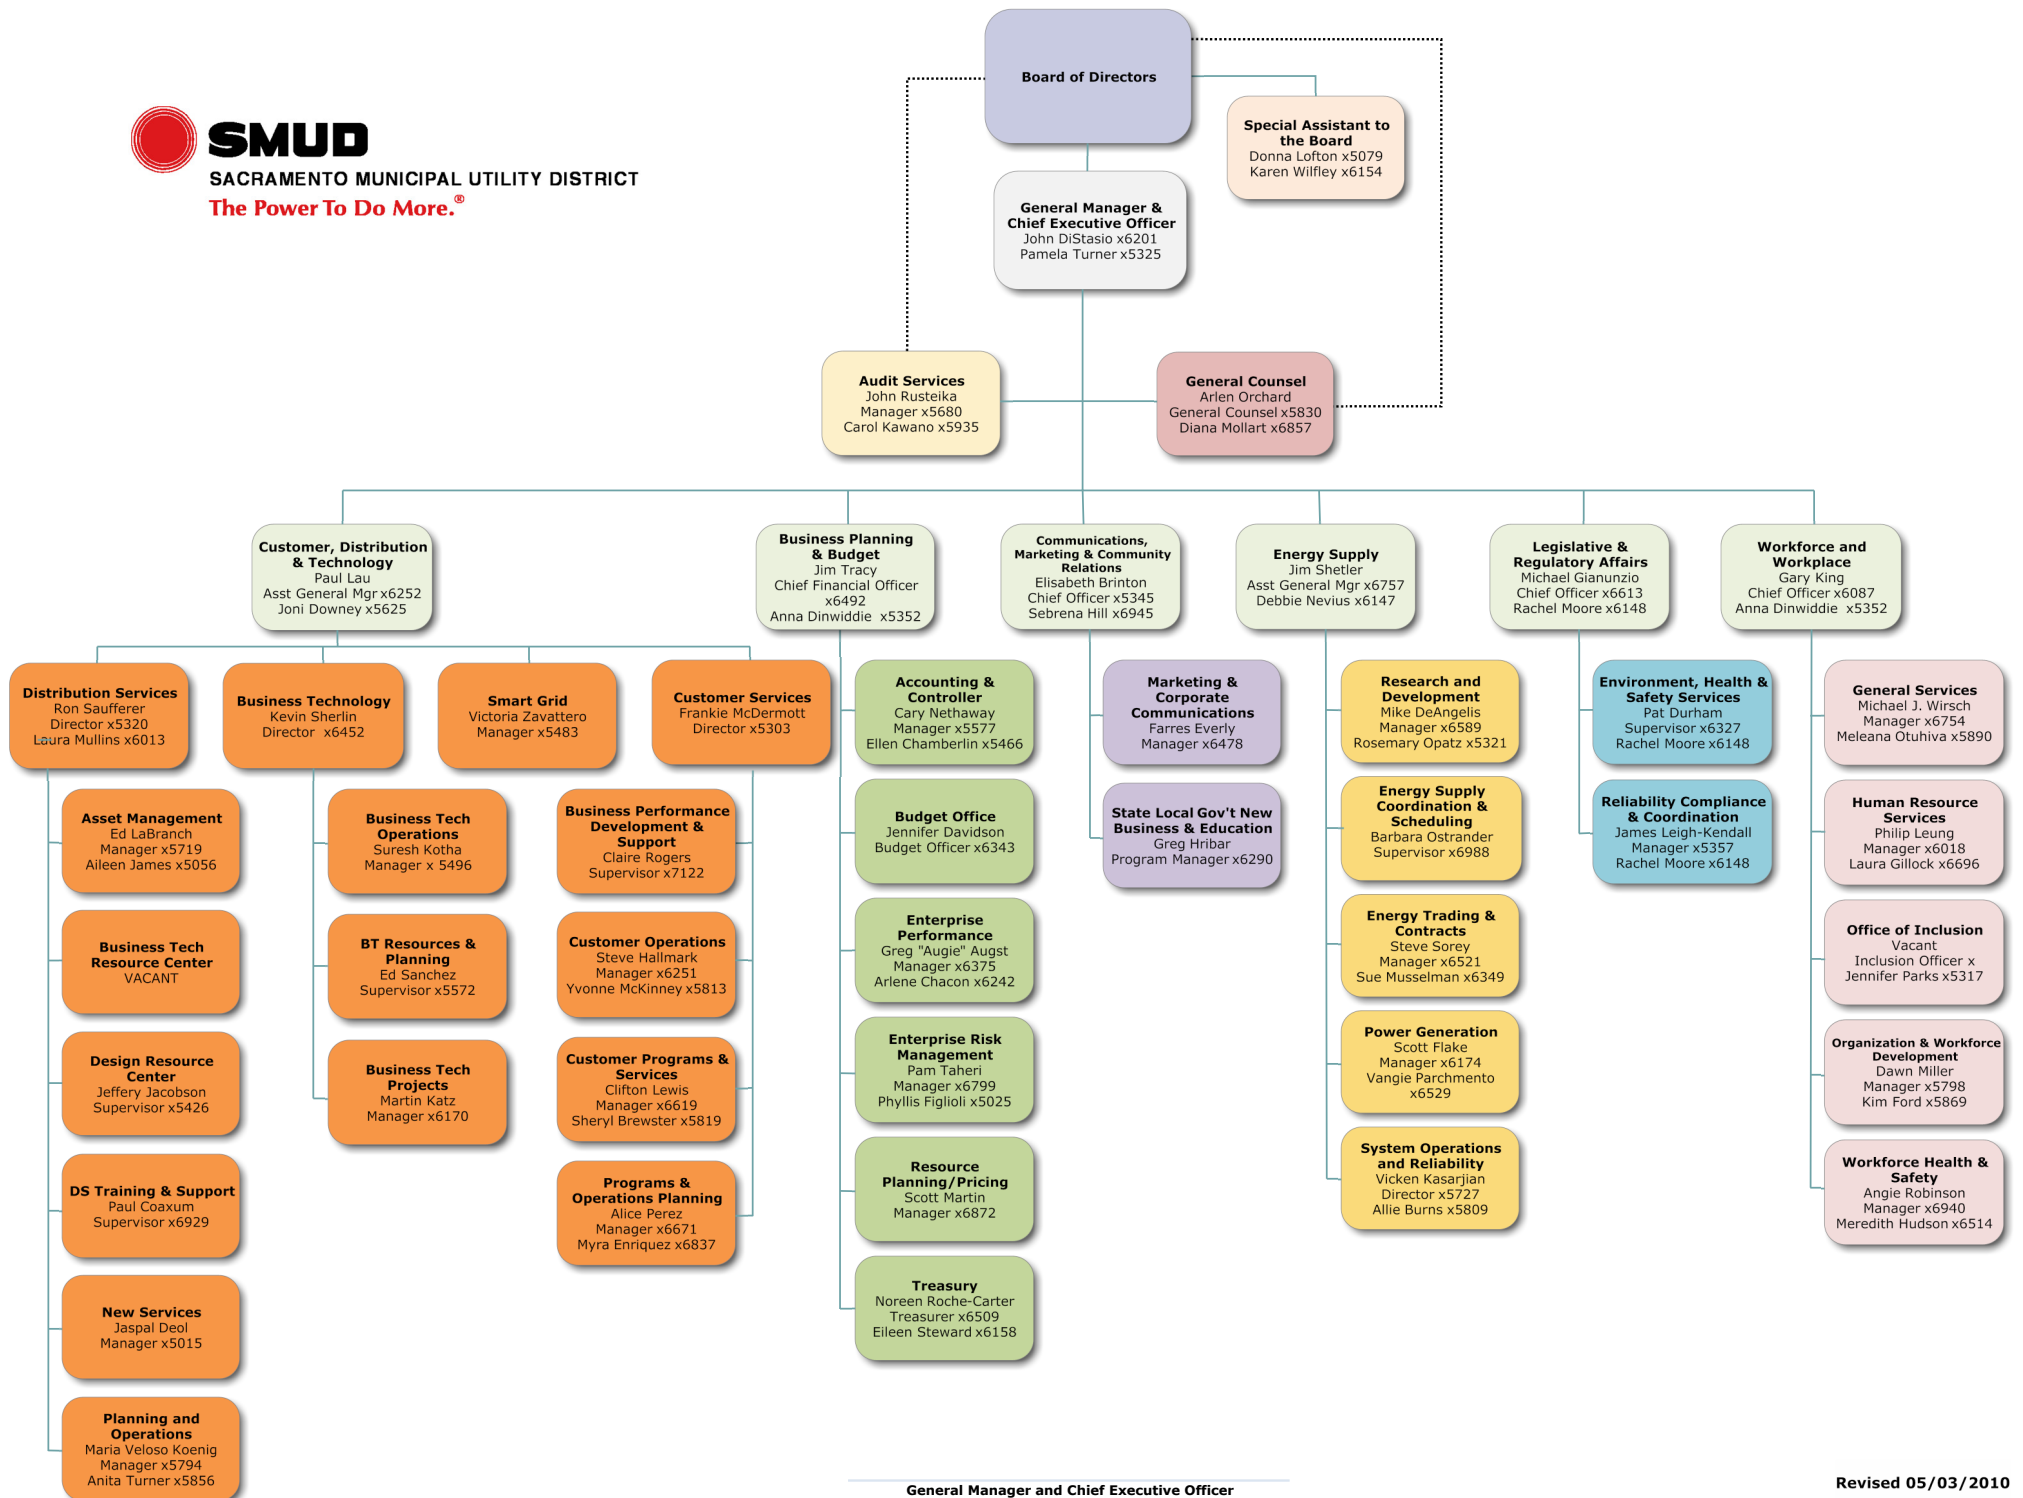 SMUD
SACRAMENTO MUNICIPAL UTILITY DISTRICT
The Power To Do More.®
Board of Directors
Special Assistant to
the Board
Donna Lofton x5079
Karen Wilfley x6154
General Manager &
Chief Executive Officer
John DiStasio x6201
Pamela Turner x5325
Audit Services
John Rusteika
Manager x5680
Carol Kawano x5935
General Counsel
Arlen Orchard
General Counsel x5830
Diana Mollart x6857
Customer, Distribution
& Technology
Paul Lau
Asst General Mgr x6252
Joni Downey x5625
Business Planning
& Budget
Jim Tracy
Chief Financial Officer
x6492
Anna Dinwiddie x5352
Communications,
Marketing & Community
Relations
Elisabeth Brinton
Chief Officer x5345
Sebrena Hill x6945
Energy Supply
Jim Shetler
Asst General Mgr x6757
Debbie Nevius x6147
Legislative &
Regulatory Affairs
Michael Gianunzio
Chief Officer x6613
Rachel Moore x6148
Workforce and
Workplace
Gary King
Chief Officer x6087
Anna Dinwiddie x5352
Distribution Services
Ron Saufferer
Director x5320
Laura Mullins x6013
Business Technology
Kevin Sherlin
Director x6452
Smart Grid
Victoria Zavattero
Manager x5483
Customer Services
Frankie McDermott
Director x5303
Asset Management
Ed LaBranch
Manager x5719
Aileen James x5056
Business Tech
Resource Center
VACANT
Design Resource
Center
Jeffery Jacobson
Supervisor x5426
DS Training & Support
Paul Coaxum
Supervisor x6929
New Services
Jaspal Deol
Manager x5015
Planning and
Operations
Maria Veloso Koenig
Manager x5794
Anita Turner x5856
Business Tech
Operations
Suresh Kotha
Manager x 5496
BT Resources &
Planning
Ed Sanchez
Supervisor x5572
Business Tech
Projects
Martin Katz
Manager x6170
Business Performance
Development &
Support
Claire Rogers
Supervisor x7122
Customer Operations
Steve Hallmark
Manager x6251
Yvonne McKinney x5813
Customer Programs &
Services
Clifton Lewis
Manager x6619
Sheryl Brewster x5819
Programs &
Operations Planning
Alice Perez
Manager x6671
Myra Enriquez x6837
Accounting &
Controller
Cary Nethaway
Manager x5577
Ellen Chamberlin x5466
Budget Office
Jennifer Davidson
Budget Officer x6343
Enterprise
Performance
Greg "Augie" Augst
Manager x6375
Arlene Chacon x6242
Enterprise Risk
Management
Pam Taheri
Manager x6799
Phyllis Figlioli x5025
Resource
Planning/Pricing
Scott Martin
Manager x6872
Treasury
Noreen Roche-Carter
Treasurer x6509
Eileen Steward x6158
Marketing &
Corporate
Communications
Farres Everly
Manager x6478
State Local Gov't New
Business & Education
Greg Hribar
Program Manager x6290
Research and
Development
Mike DeAngelis
Manager x6589
Rosemary Opatz x5321
Energy Supply
Coordination &
Scheduling
Barbara Ostrander
Supervisor x6988
Energy Trading &
Contracts
Steve Sorey
Manager x6521
Sue Musselman x6349
Power Generation
Scott Flake
Manager x6174
Vangie Parchmento
x6529
System Operations
and Reliability
Vicken Kasarjian
Director x5727
Allie Burns x5809
Environment, Health &
Safety Services
Pat Durham
Supervisor x6327
Rachel Moore x6148
Reliability Compliance
& Coordination
James Leigh-Kendall
Manager x5357
Rachel Moore x6148
General Services
Michael J. Wirsch
Manager x6754
Meleana Otuhiva x5890
Human Resource
Services
Philip Leung
Manager x6018
Laura Gillock x6696
Office of Inclusion
Vacant
Inclusion Officer x
Jennifer Parks x5317
Organization & Workforce
Development
Dawn Miller
Manager x5798
Kim Ford x5869
Workforce Health &
Safety
Angie Robinson
Manager x6940
Meredith Hudson x6514
General Manager and Chief Executive Officer
Revised 05/03/2010